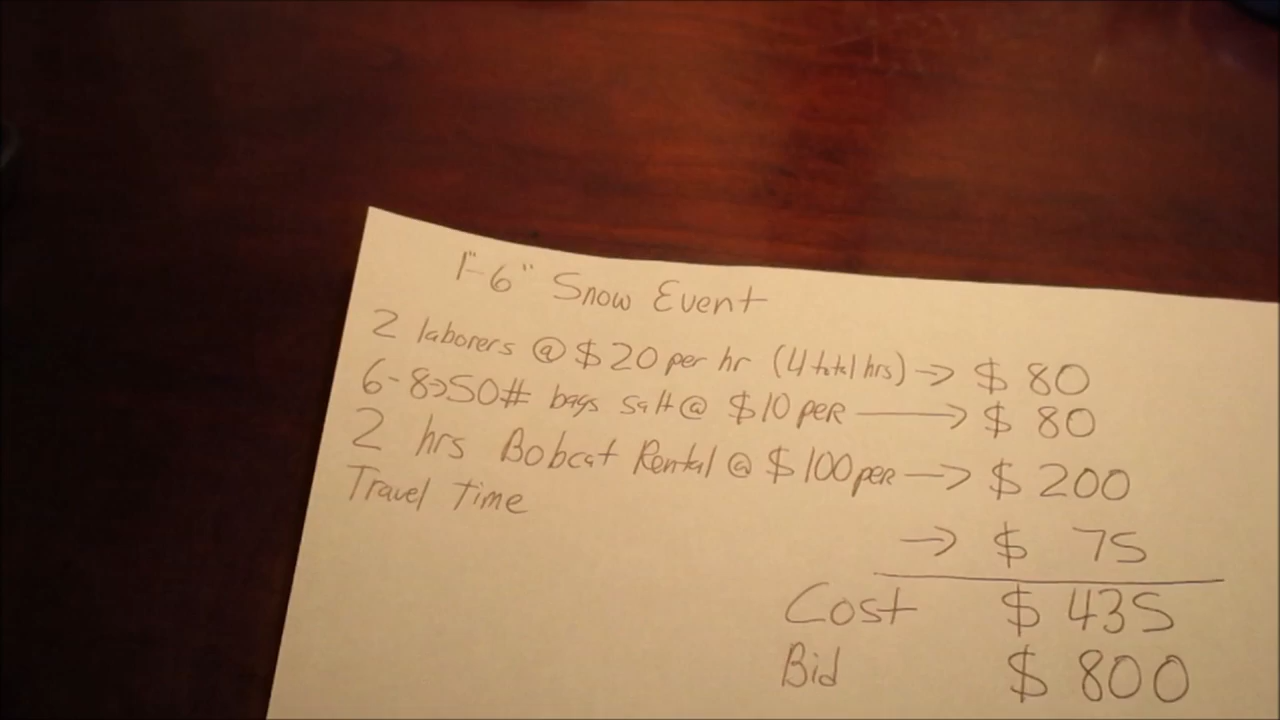 1"-6" Snow Event
2 laborers @ $20 per hr (4 total hrs) → $ 80
6-8→50# bags salt @ $10 per → $ 80
2 hrs Bobcat Rental @ $100 per → $ 200
Travel Time
→ $ 75
Cost $ 435
Bid $ 800